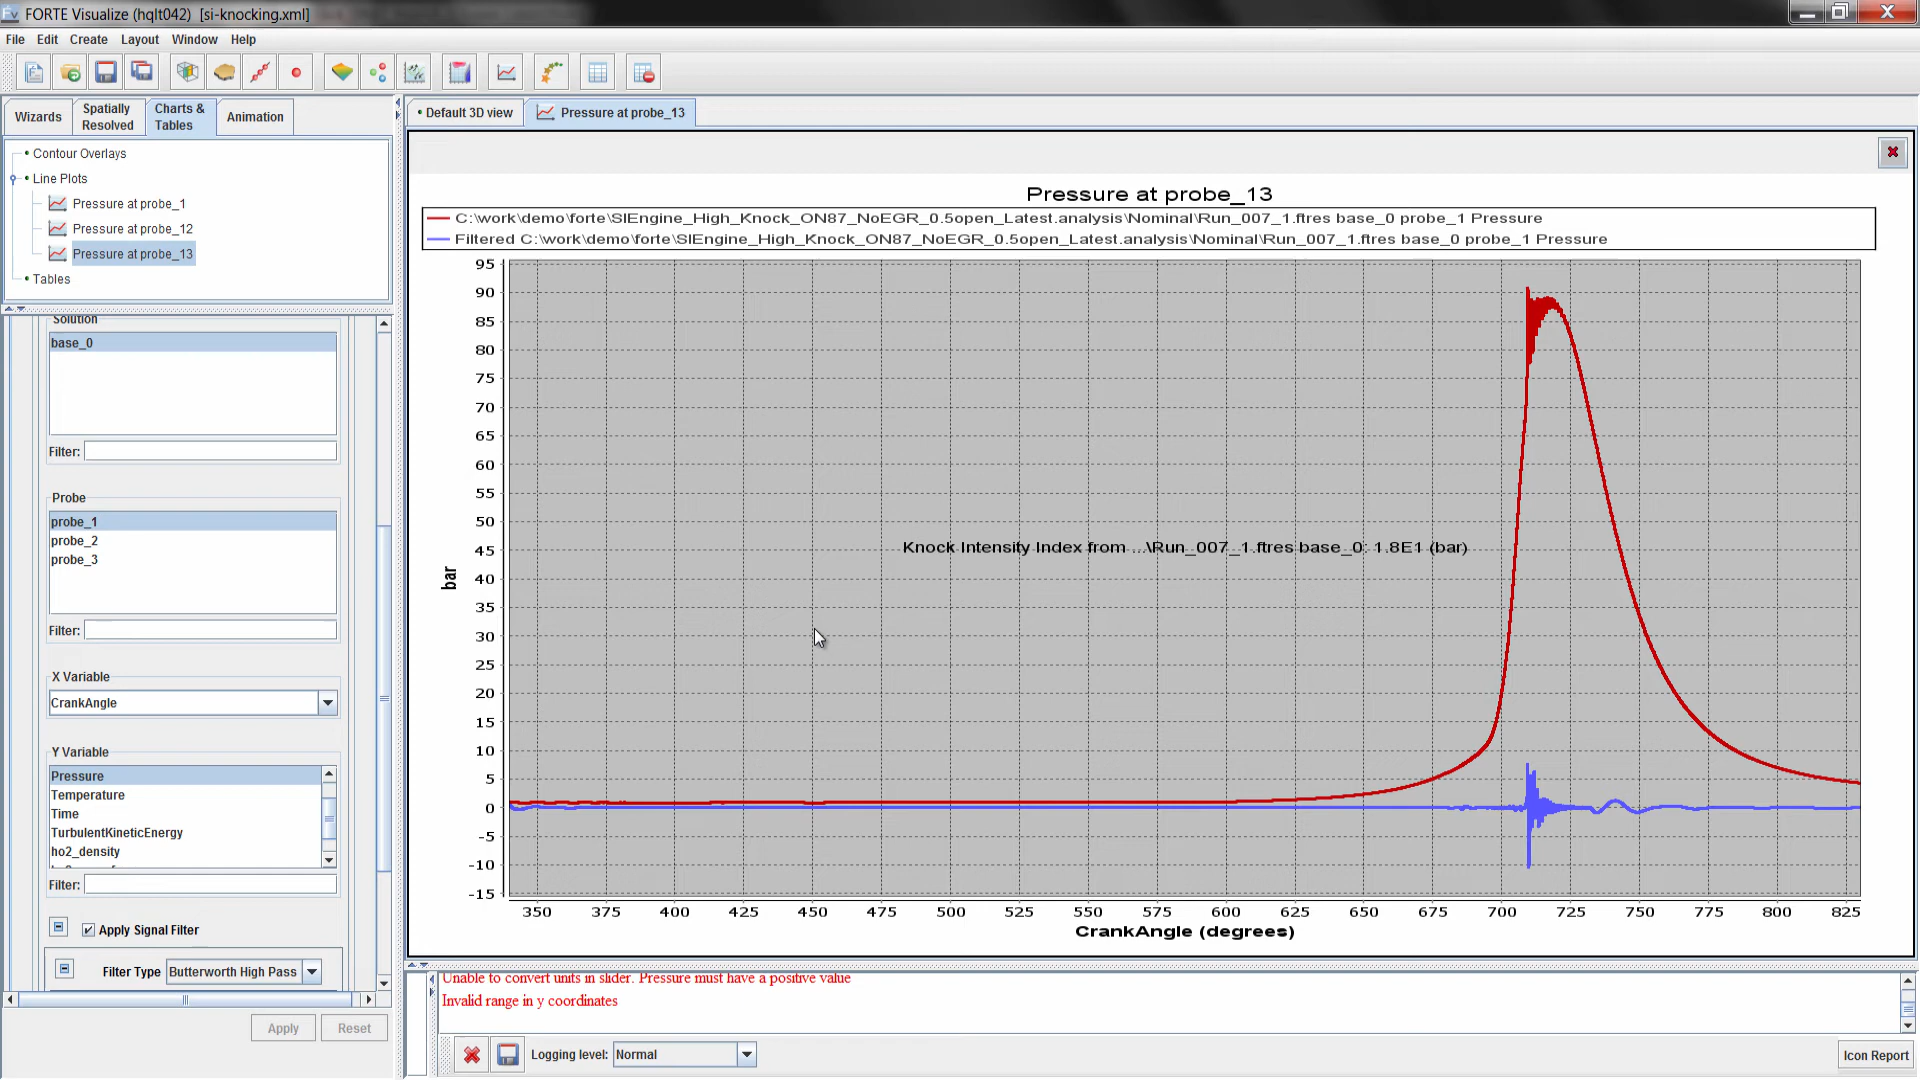 FORTE Visualize (hqlt042) [si-knocking.xml]
File Edit Create Layout Window Help
Wizards
Spatially Resolved
Charts & Tables
Animation
Contour Overlays
Line Plots
Pressure at probe_1
Pressure at probe_12
Pressure at probe_13
Tables
Solution
base_0
Filter:
Probe
probe_1
probe_2
probe_3
Filter:
X Variable
CrankAngle
Y Variable
Pressure
Temperature
Time
TurbulentKineticEnergy
ho2_density
Filter:
Apply Signal Filter
Filter Type Butterworth High Pass
Apply Reset
Default 3D view
Pressure at probe_13
Pressure at probe_13
C:\work\demo\forte\SIEngine_High_Knock_ON87_NoEGR_0.5open_Latest.analysis\Nominal\Run_007_1.ftres base_0 probe_1 Pressure
Filtered C:\work\demo\forte\SIEngine_High_Knock_ON87_NoEGR_0.5open_Latest.analysis\Nominal\Run_007_1.ftres base_0 probe_1 Pressure
95
90
85
80
75
70
65
60
55
50
45
40
35
30
25
20
15
10
5
0
-5
-10
-15
bar
Knock Intensity Index from ...\Run_007_1.ftres base_0: 1.8E1 (bar)
350 375 400 425 450 475 500 525 550 575 600 625 650 675 700 725 750 775 800 825
CrankAngle (degrees)
Unable to convert units in slider. Pressure must have a positive value
Invalid range in y coordinates
Logging level: Normal
Icon Report